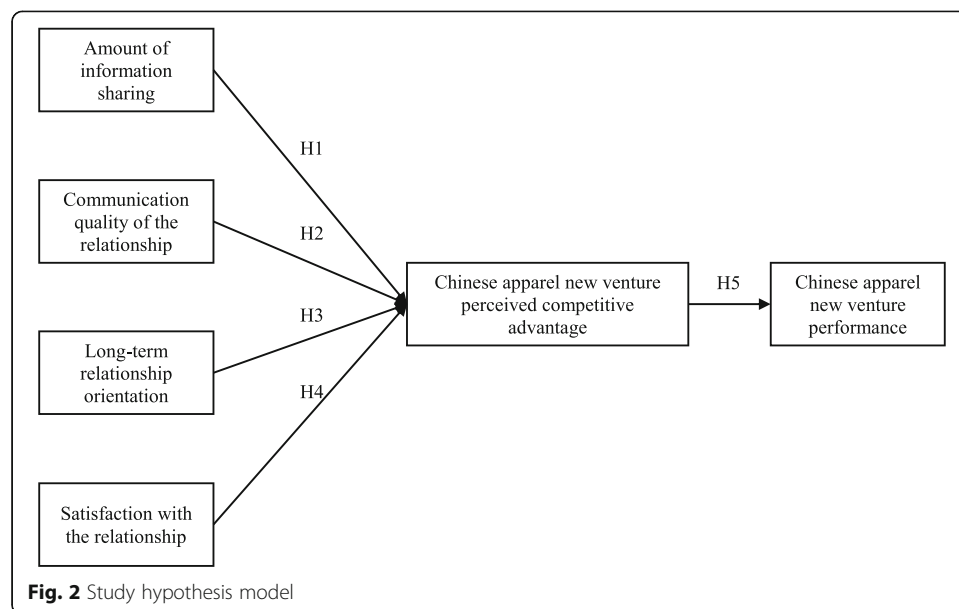 Amount of
information
sharing
H1
Communication
quality of the
relationship
H2
Long-term
relationship
orientation
H3
H4
Satisfaction with
the relationship
Chinese apparel new venture
perceived competitive
advantage
H5
Chinese apparel
new venture
performance
Fig. 2 Study hypothesis model